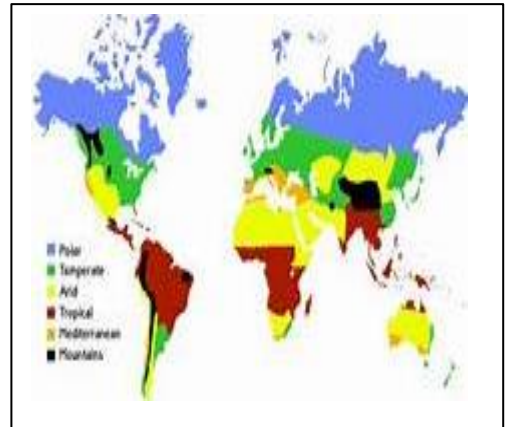 Polar
Temperate
Arid
Tropical
Mediterranean
Mountains